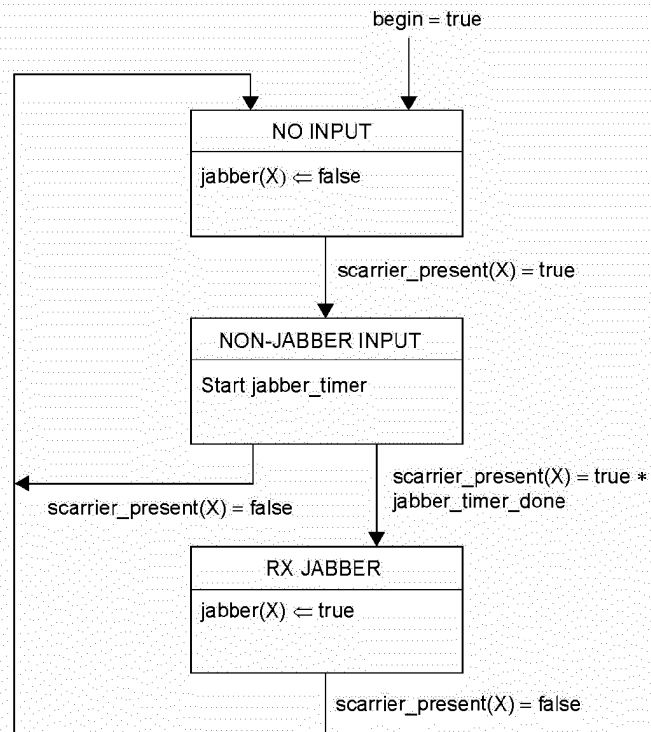 begin = true
NO INPUT
jabber(X) ⇐ false
scarrier_present(X) = true
NON-JABBER INPUT
Start jabber_timer
scarrier_present(X) = true *
jabber_timer_done
scarrier_present(X) = false
RX JABBER
jabber(X) ⇐ true
scarrier_present(X) = false